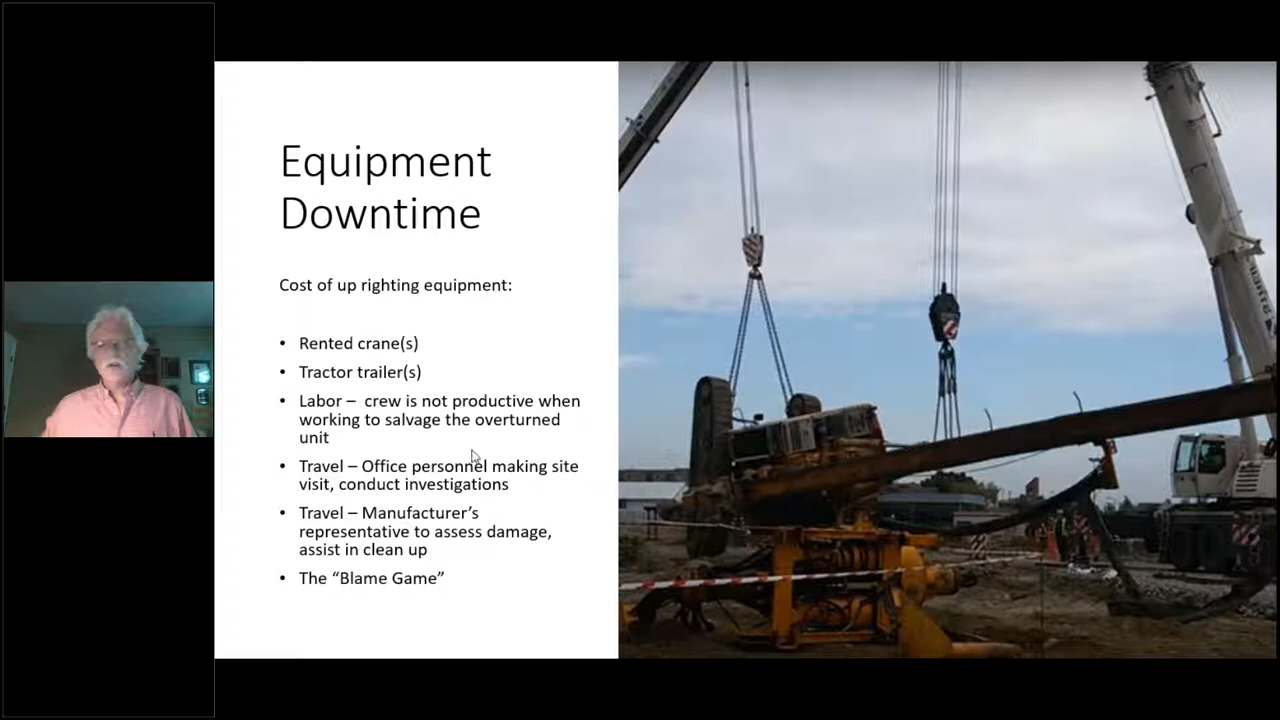 Equipment
Downtime
Cost of up righting equipment:
• Rented crane(s)
• Tractor trailer(s)
• Labor – crew is not productive when
working to salvage the overturned
unit
• Travel – Office personnel making site
visit, conduct investigations
• Travel – Manufacturer’s
representative to assess damage,
assist in clean up
• The “Blame Game”